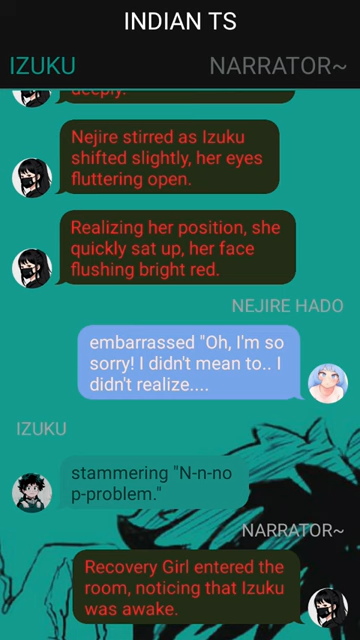 INDIAN TS
IZUKU
NARRATOR~
deeply.
Nejire stirred as Izuku
shifted slightly, her eyes
fluttering open.
Realizing her position, she
quickly sat up, her face
flushing bright red.
NEJIRE HADO
embarrassed "Oh, I'm so
sorry! I didn't mean to.. I
didn't realize....
IZUKU
stammering "N-n-no
p-problem."
NARRATOR~
Recovery Girl entered the
room, noticing that Izuku
was awake.